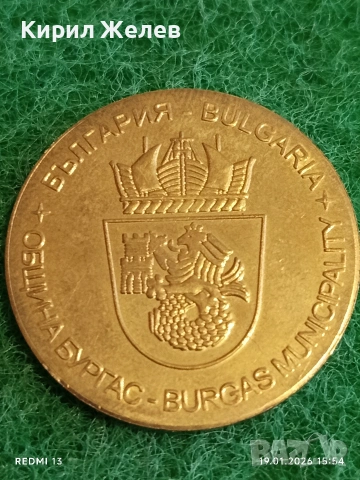 Кирил Желев
БЪЛГАРИЯ - BULGARIA +
ОБЩИНА БУРГАС - BURGAS MUNICIPALITY +
REDMI 13
19.01.2026 15:54